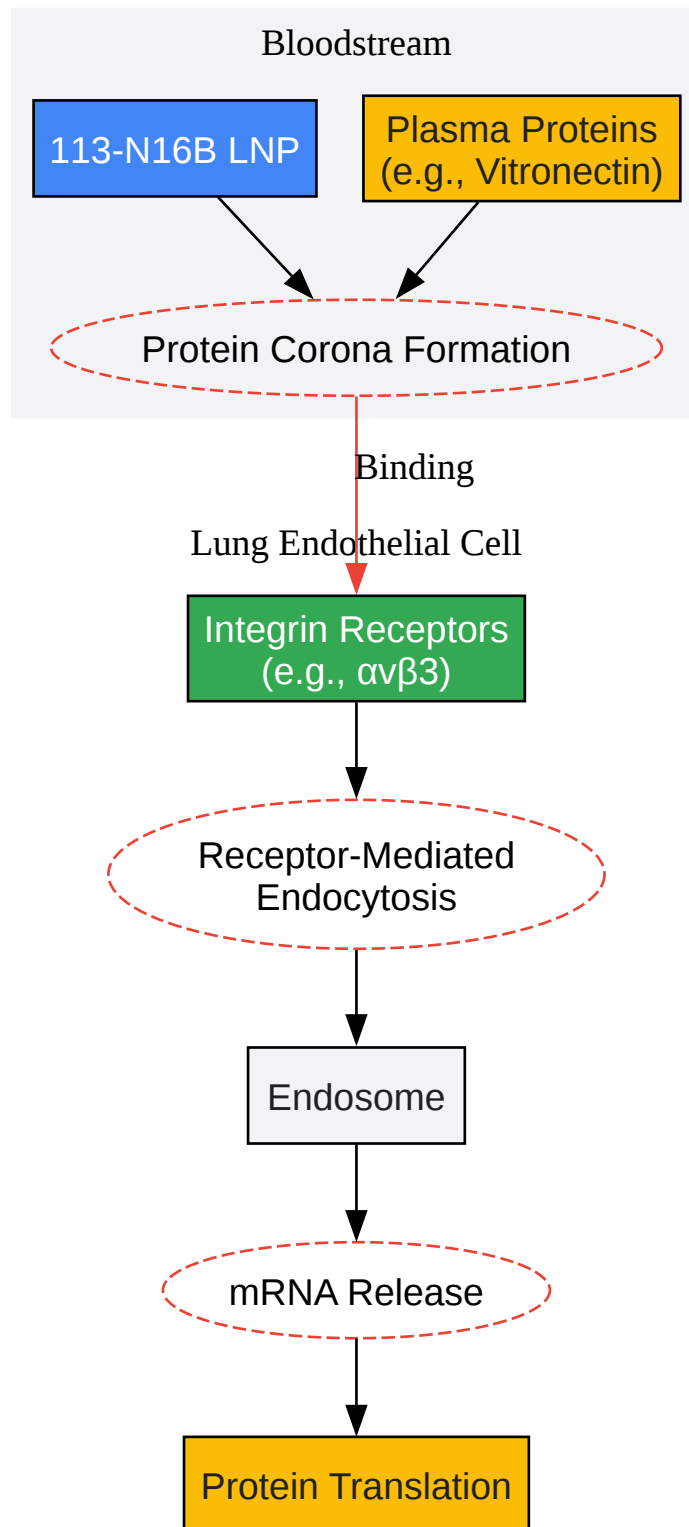 Bloodstream
113-N16B LNP
Plasma Proteins
(e.g., Vitronectin)
Protein Corona Formation
Binding
Lung Endothelial Cell
Integrin Receptors
(e.g., αvβ3)
Receptor-Mediated
Endocytosis
Endosome
mRNA Release
Protein Translation